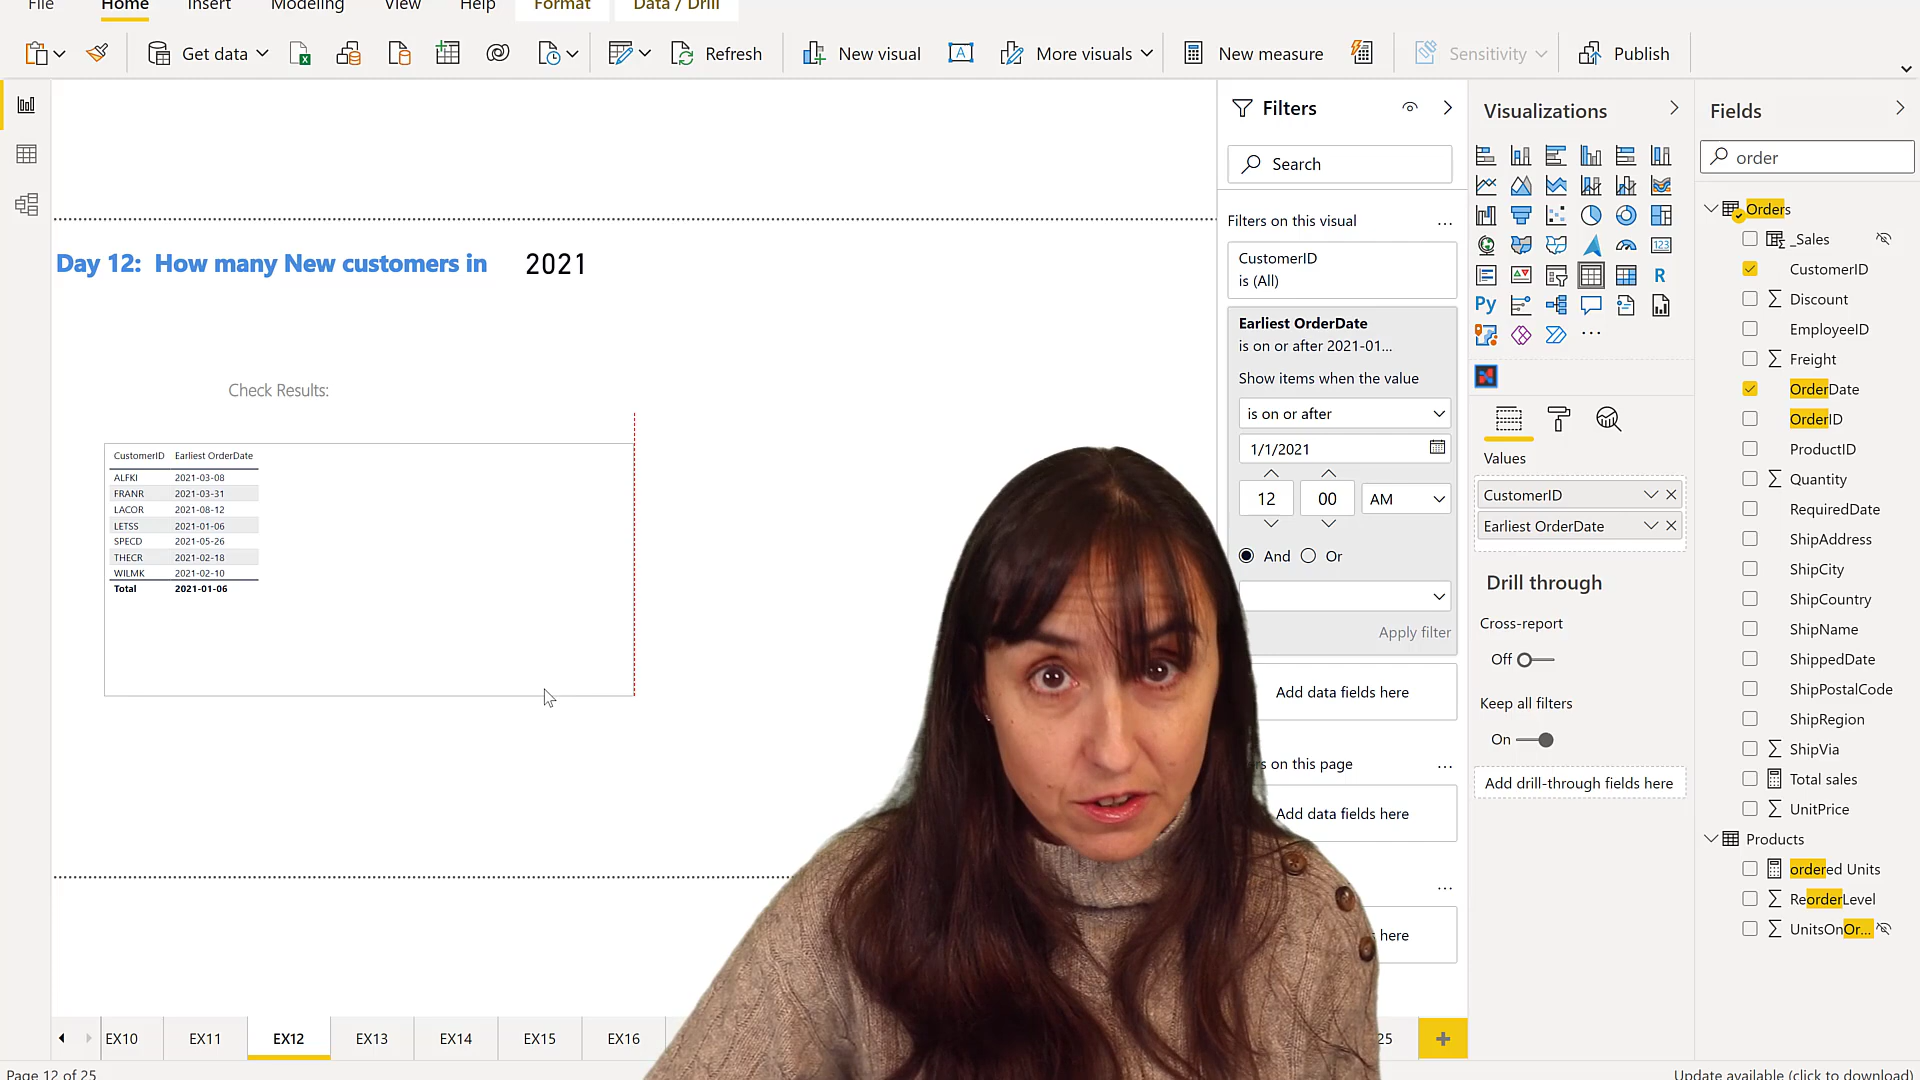 File Home Insert Modeling View Help Format Data / Drill
Get data Refresh New visual More visuals New measure Sensitivity Publish
Day 12: How many New customers in 2021
Check Results:
CustomerID Earliest OrderDate
ALFKI 2021-03-08
FRANR 2021-03-31
LACOR 2021-08-12
LETSS 2021-01-06
SPECD 2021-05-26
THECR 2021-02-18
WILMK 2021-02-10
Total 2021-01-06
Filters
Search
Filters on this visual
CustomerID
is (All)
Earliest OrderDate
is on or after 2021-01...
Show items when the value
is on or after
1/1/2021
12 00 AM
And Or
Apply filter
Add data fields here
on this page
Add data fields here
here
Visualizations
123
R
Py
Values
CustomerID
Earliest OrderDate
Drill through
Cross-report
Off
Keep all filters
On
Add drill-through fields here
Fields
order
Orders
_Sales
CustomerID
Discount
EmployeeID
Freight
OrderDate
OrderID
ProductID
Quantity
RequiredDate
ShipAddress
ShipCity
ShipCountry
ShipName
ShippedDate
ShipPostalCode
ShipRegion
ShipVia
Total sales
UnitPrice
Products
ordered Units
ReorderLevel
UnitsOnOr...
EX10 EX11 EX12 EX13 EX14 EX15 EX16 25
Page 12 of 25
Update available (click to download)